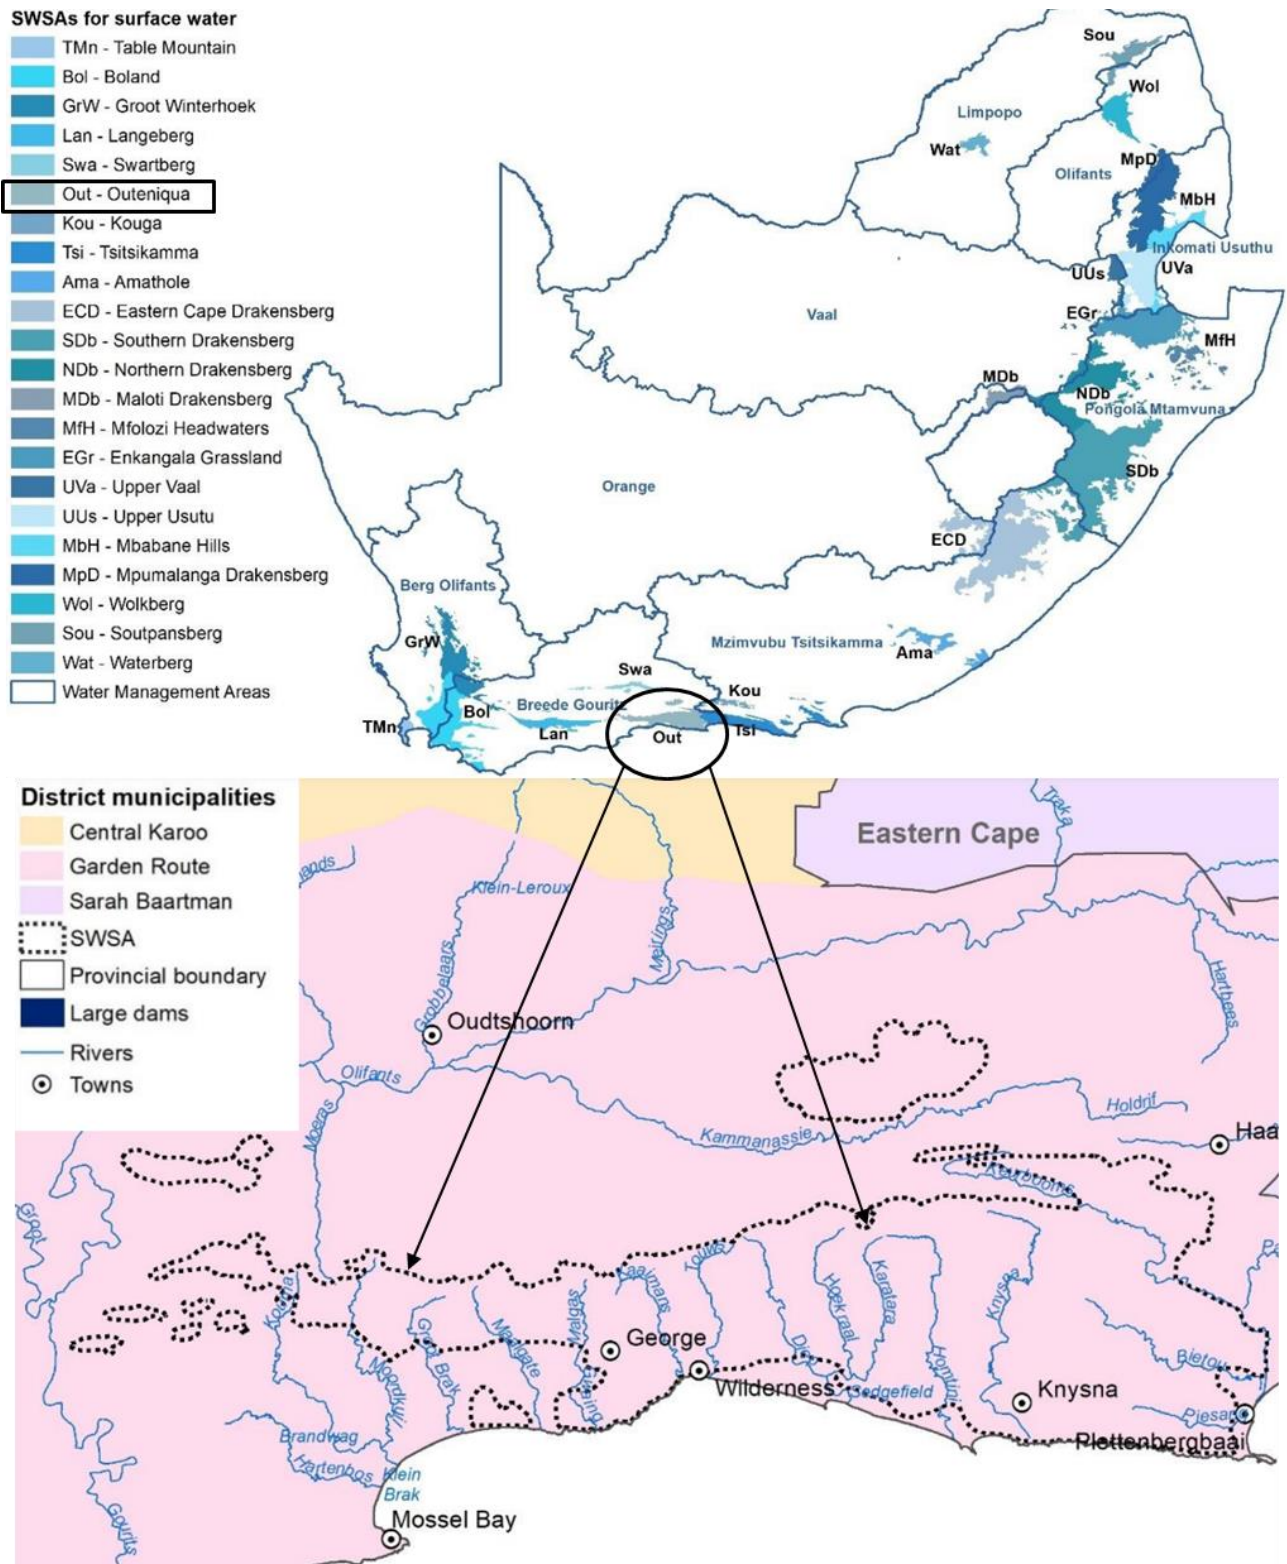 SWSAs for surface water
TMn - Table Mountain
Bol - Boland
GrW - Groot Winterhoek
Lan - Langeberg
Swa - Swartberg
Out - Outeniqua
Kou - Kouga
Tsi - Tsitsikamma
Ama - Amathole
ECD - Eastern Cape Drakensberg
SDb - Southern Drakensberg
NDb - Northern Drakensberg
MDb - Maloti Drakensberg
MfH - Mfolozi Headwaters
EGr - Enkangala Grassland
UVa - Upper Vaal
UUs - Upper Usutu
MbH - Mbabane Hills
MpD - Mpumalanga Drakensberg
Wol - Wolkberg
Sou - Soutpansberg
Wat - Waterberg
Water Management Areas
Sou
Wol
Limpopo
Wat
Olifants
MpD
MbH
Inkomati Usuthu
UUs
UVa
EGr
Vaal
MfH
MDb
NDb
Pongola Mtamvuna
SDb
Orange
ECD
Berg Olifants
GrW
Mzimvubu Tsitsikamma
Ama
Swa
Kou
Breede Gouritz
Bol
TMn
Lan
Out
Tsi
District municipalities
Central Karoo
Garden Route
Sarah Baartman
SWSA
Provincial boundary
Large dams
Rivers
Towns
Eastern Cape
Traka
Klein-Leroux
Meirings
Grobbelaars
Hartbees
Oudtshoorn
Olifants
Moeras
Kammanassie
Holdrif
Haa
Keurbooms
Groot
Touws
Kaaimans
Malgas
Hoekraal
Karatara
Knysna
Groot Brak
Maalgate
George
Moordkuil
Homtini
Bietou
Wilderness
Sedgefield
Knysna
Piesang
Plettenbergbaai
Brandwag
Hartenbos
Klein
Brak
Mossel Bay
Gourits